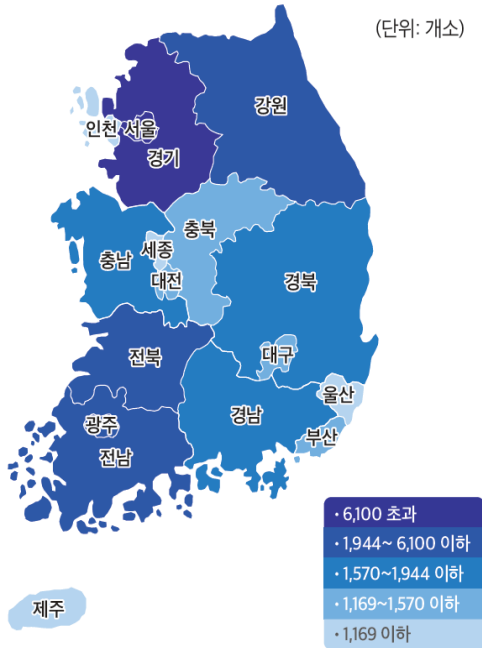 (단위: 개소)
강원
인천 서울
경기
충북
세종
충남
대전
경북
대구
전북
울산
경남
광주
부산
전남
제주
· 6,100 초과
· 1,944~ 6,100 이하
· 1,570~1,944 이하
· 1,169~1,570 이하
· 1,169 이하